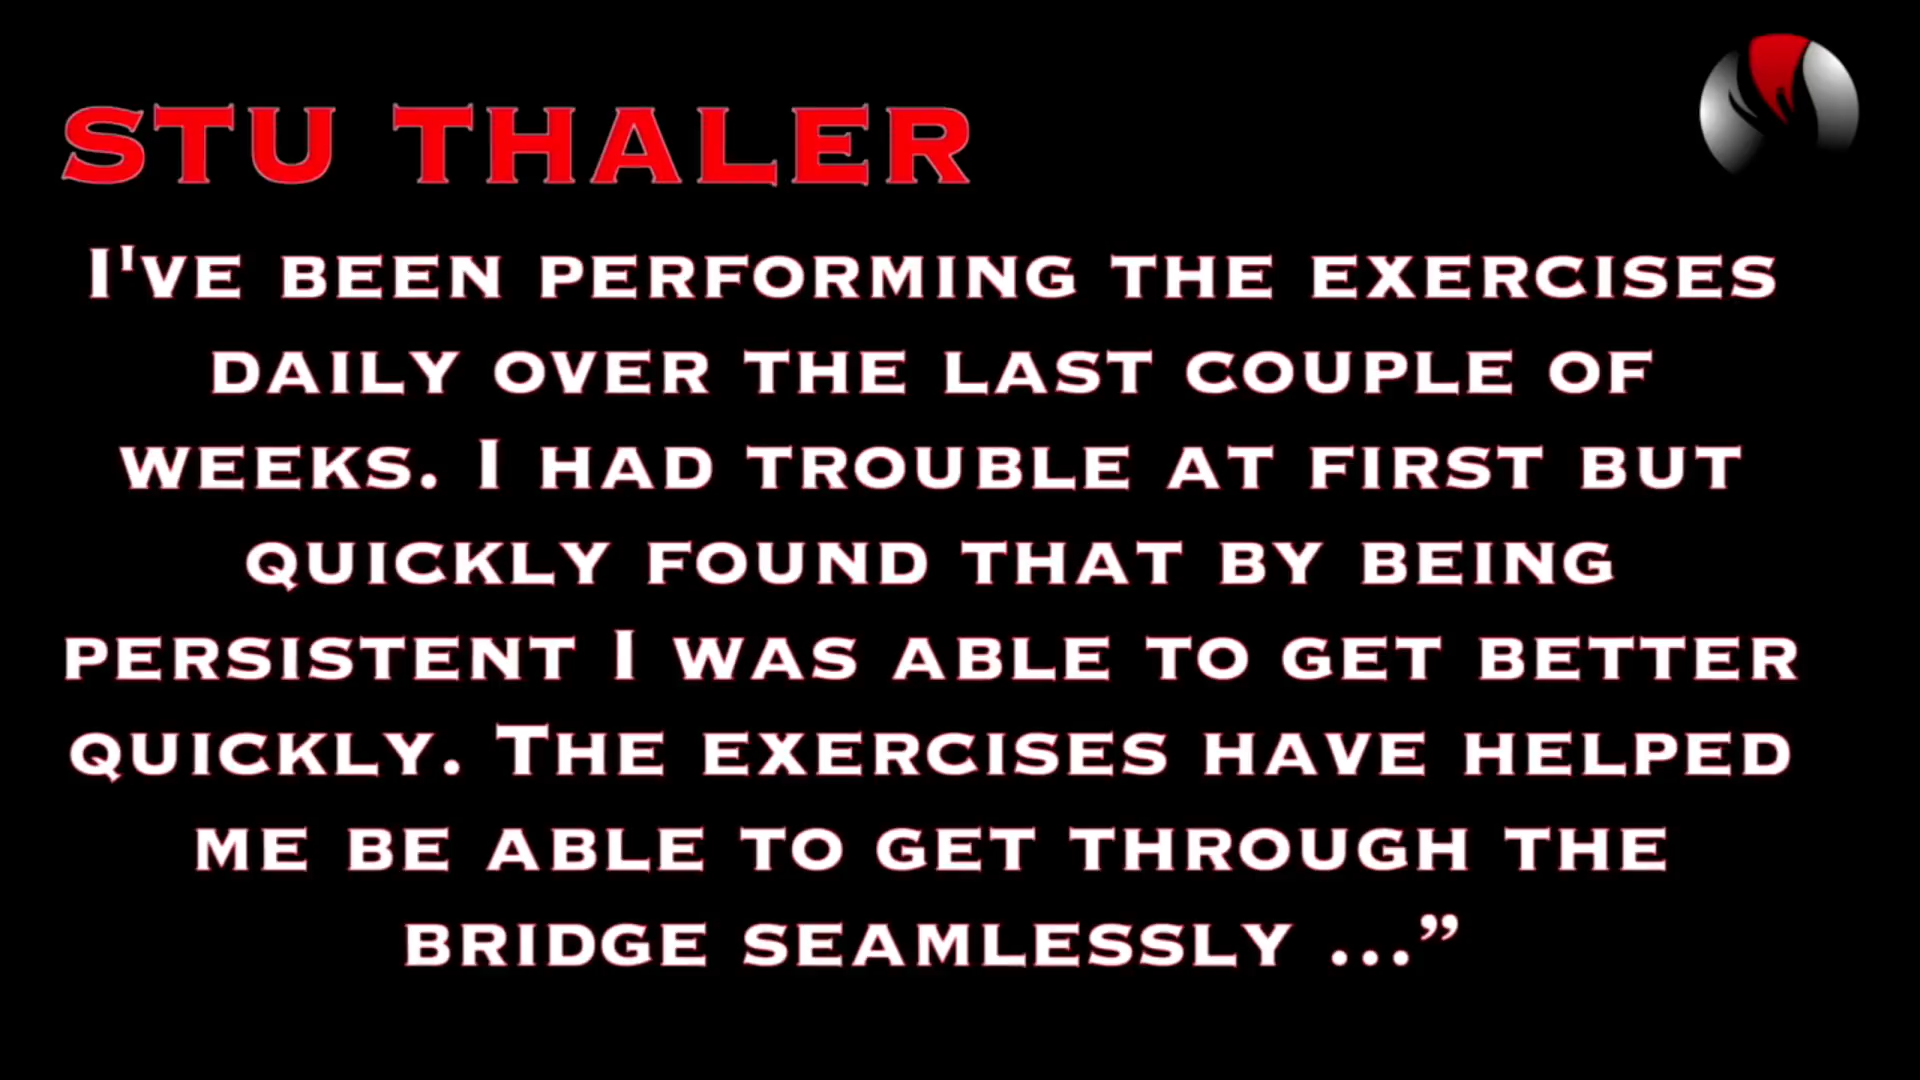 STU THALER
I'VE BEEN PERFORMING THE EXERCISES
DAILY OVER THE LAST COUPLE OF
WEEKS. I HAD TROUBLE AT FIRST BUT
QUICKLY FOUND THAT BY BEING
PERSISTENT I WAS ABLE TO GET BETTER
QUICKLY. THE EXERCISES HAVE HELPED
ME BE ABLE TO GET THROUGH THE
BRIDGE SEAMLESSLY ...”